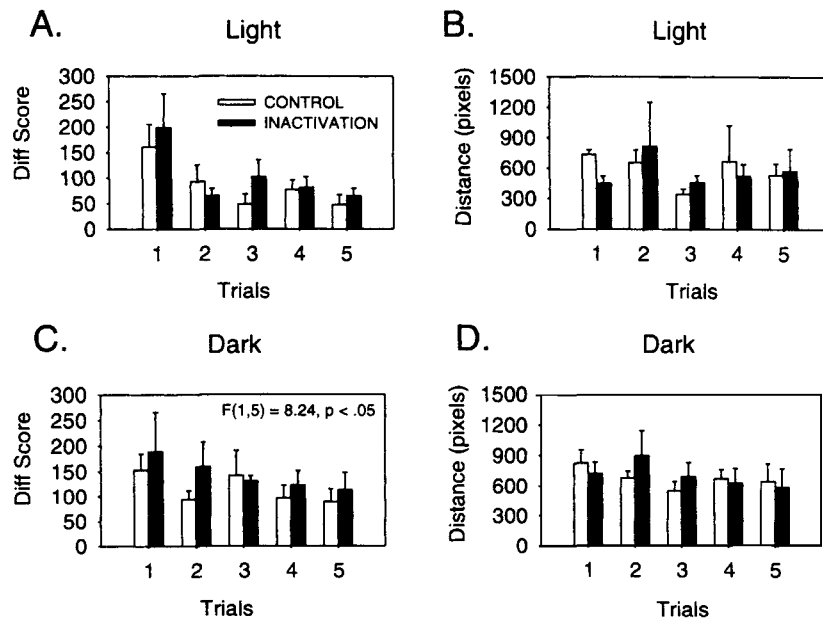 A.
Light
Diff Score
300
250
200
150
100
50
0
CONTROL
INACTIVATION
1 2 3 4 5
Trials
B.
Light
Distance (pixels)
1500
1200
900
600
300
0
1 2 3 4 5
Trials
C.
Dark
Diff Score
300
250
200
150
100
50
0
F(1,5) = 8.24, p < .05
1 2 3 4 5
Trials
D.
Dark
Distance (pixels)
1500
1200
900
600
300
0
1 2 3 4 5
Trials